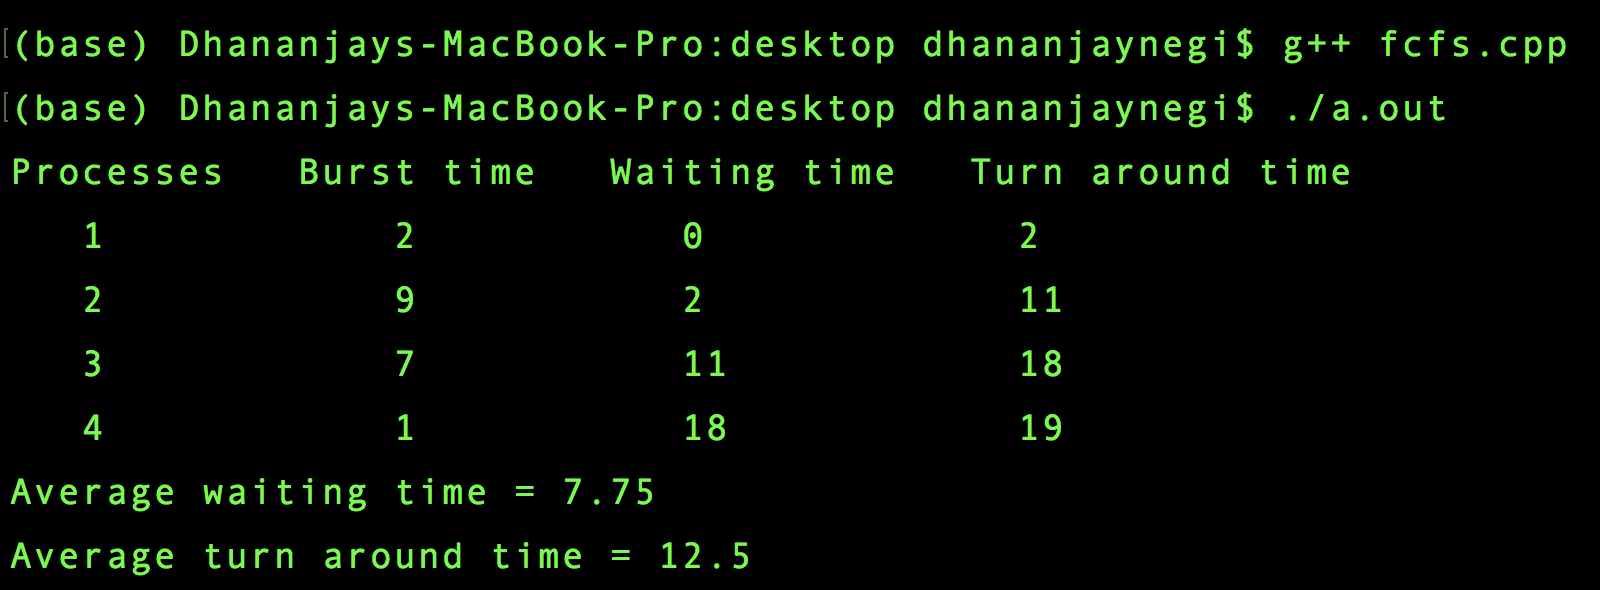 [(base) Dhananjays-MacBook-Pro:desktop dhananjaynegi$ g++ fcfs.cpp
[(base) Dhananjays-MacBook-Pro:desktop dhananjaynegi$ ./a.out
Processes   Burst time   Waiting time   Turn around time
1   2   0   2
2   9   2   11
3   7   11   18
4   1   18   19
Average waiting time = 7.75
Average turn around time = 12.5